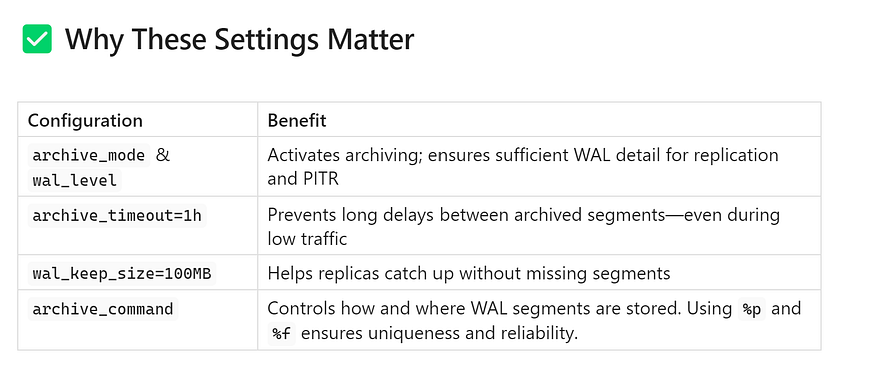 ✅ Why These Settings Matter
Configuration
Benefit
archive_mode &
wal_level
Activates archiving; ensures sufficient WAL detail for replication
and PITR
archive_timeout=1h
Prevents long delays between archived segments—even during
low traffic
wal_keep_size=100MB
Helps replicas catch up without missing segments
archive_command
Controls how and where WAL segments are stored. Using %p and
%f ensures uniqueness and reliability.